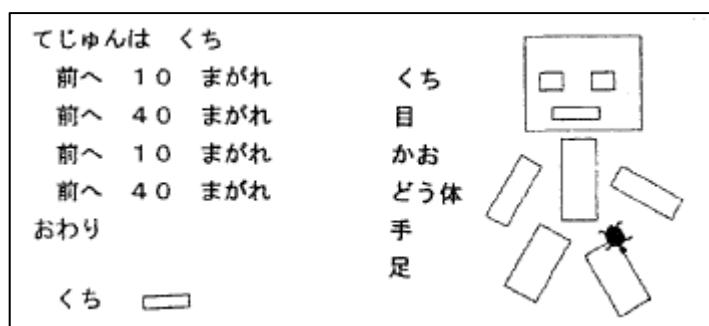 てじゅんは くち
前へ 10 まがれ
前へ 40 まがれ
前へ 10 まがれ
前へ 40 まがれ
おわり
くち
くち
目
かお
どう体
手
足